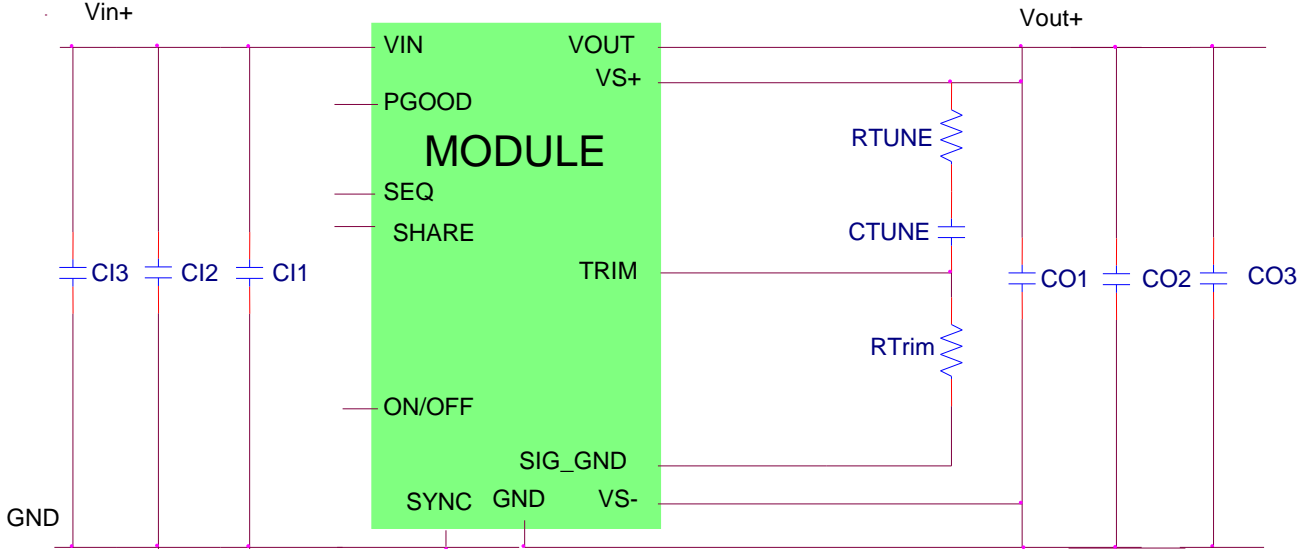 Vin+
Vout+
VIN
VOUT
VS+
PGOOD
MODULE
RTUNE
SEQ
SHARE
CTUNE
TRIM
CI3
CI2
CI1
CO1
CO2
CO3
RTrim
ON/OFF
SIG_GND
SYNC
GND
VS-
GND